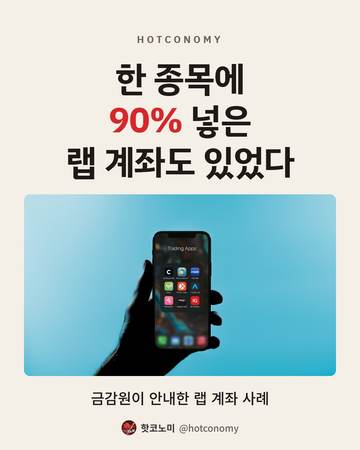 HOTCONOMY
한 종목에
90% 넣은
랩 계좌도 있었다
Trading Apps
금감원이 안내한 랩 계좌 사례
핫코노미 @hotconomy